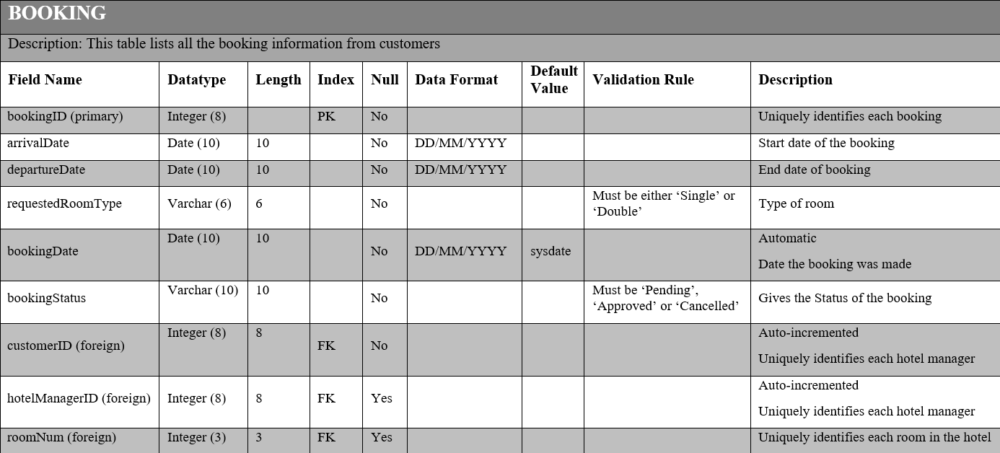 BOOKING
Description: This table lists all the booking information from customers
Field Name Datatype Length Index Null Data Format Default Value Validation Rule Description
bookingID (primary) Integer (8) PK No Uniquely identifies each booking
arrivalDate Date (10) 10 No DD/MM/YYYY Start date of the booking
departureDate Date (10) 10 No DD/MM/YYYY End date of booking
requestedRoomType Varchar (6) 6 No Must be either ‘Single’ or ‘Double’ Type of room
bookingDate Date (10) 10 No DD/MM/YYYY sysdate Automatic
Date the booking was made
bookingStatus Varchar (10) 10 No Must be ‘Pending’, ‘Approved’ or ‘Cancelled’ Gives the Status of the booking
customerID (foreign) Integer (8) 8 FK No Auto-incremented
Uniquely identifies each hotel manager
hotelManagerID (foreign) Integer (8) 8 FK Yes Auto-incremented
Uniquely identifies each hotel manager
roomNum (foreign) Integer (3) 3 FK Yes Uniquely identifies each room in the hotel